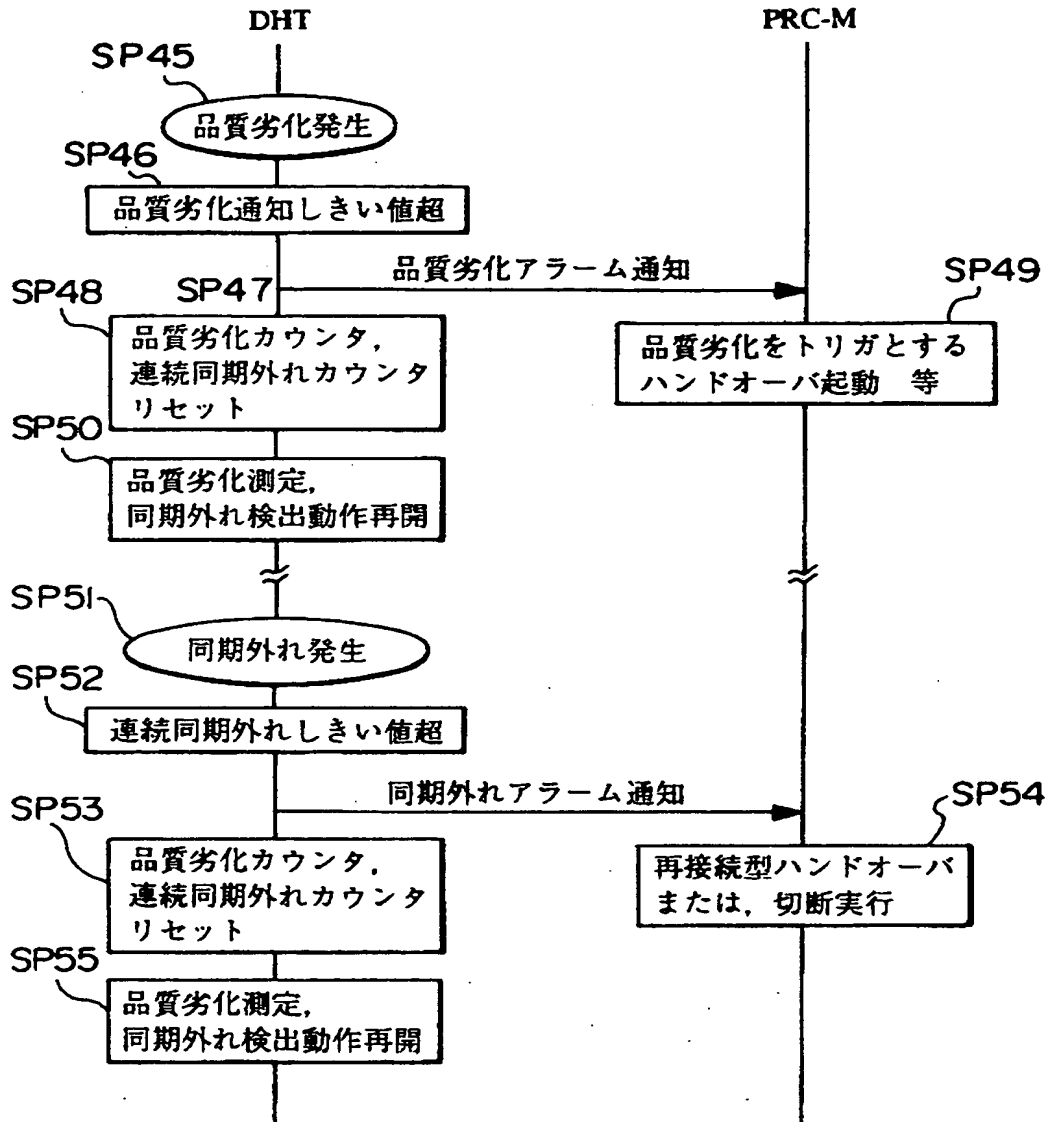 DHT
PRC-M
SP45
品質劣化発生
SP46
品質劣化通知しきい値超
品質劣化アラーム通知
SP47
SP48
品質劣化カウンタ,
連続同期外れカウンタ
リセット
SP49
品質劣化をトリガとする
ハンドオーバ起動 等
SP50
品質劣化測定,
同期外れ検出動作再開
SP51
同期外れ発生
SP52
連続同期外れしきい値超
同期外れアラーム通知
SP53
品質劣化カウンタ,
連続同期外れカウンタ
リセット
SP54
再接続型ハンドオーバ
または, 切断実行
SP55
品質劣化測定,
同期外れ検出動作再開